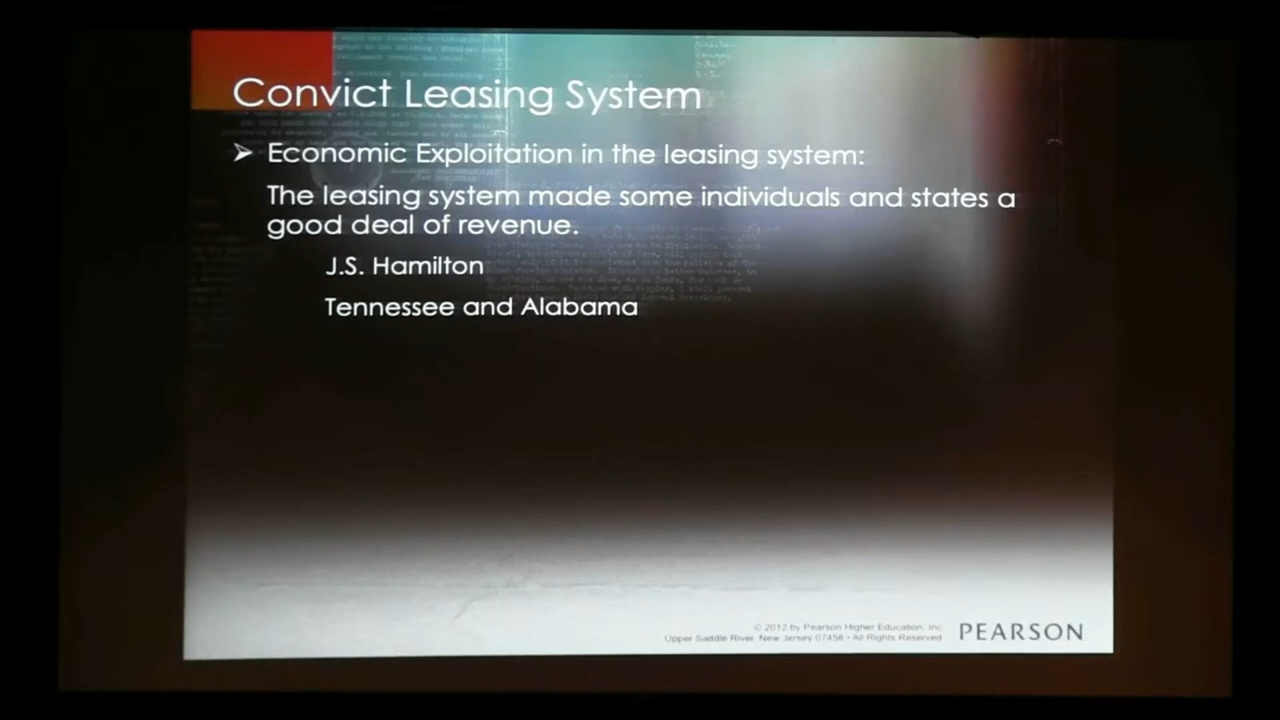 Convict Leasing System
➢ Economic Exploitation in the leasing system:
The leasing system made some individuals and states a
good deal of revenue.
J.S. Hamilton
Tennessee and Alabama
© 2012 by Pearson Higher Education, Inc
Upper Saddle River, New Jersey 07458 • All Rights Reserved
PEARSON